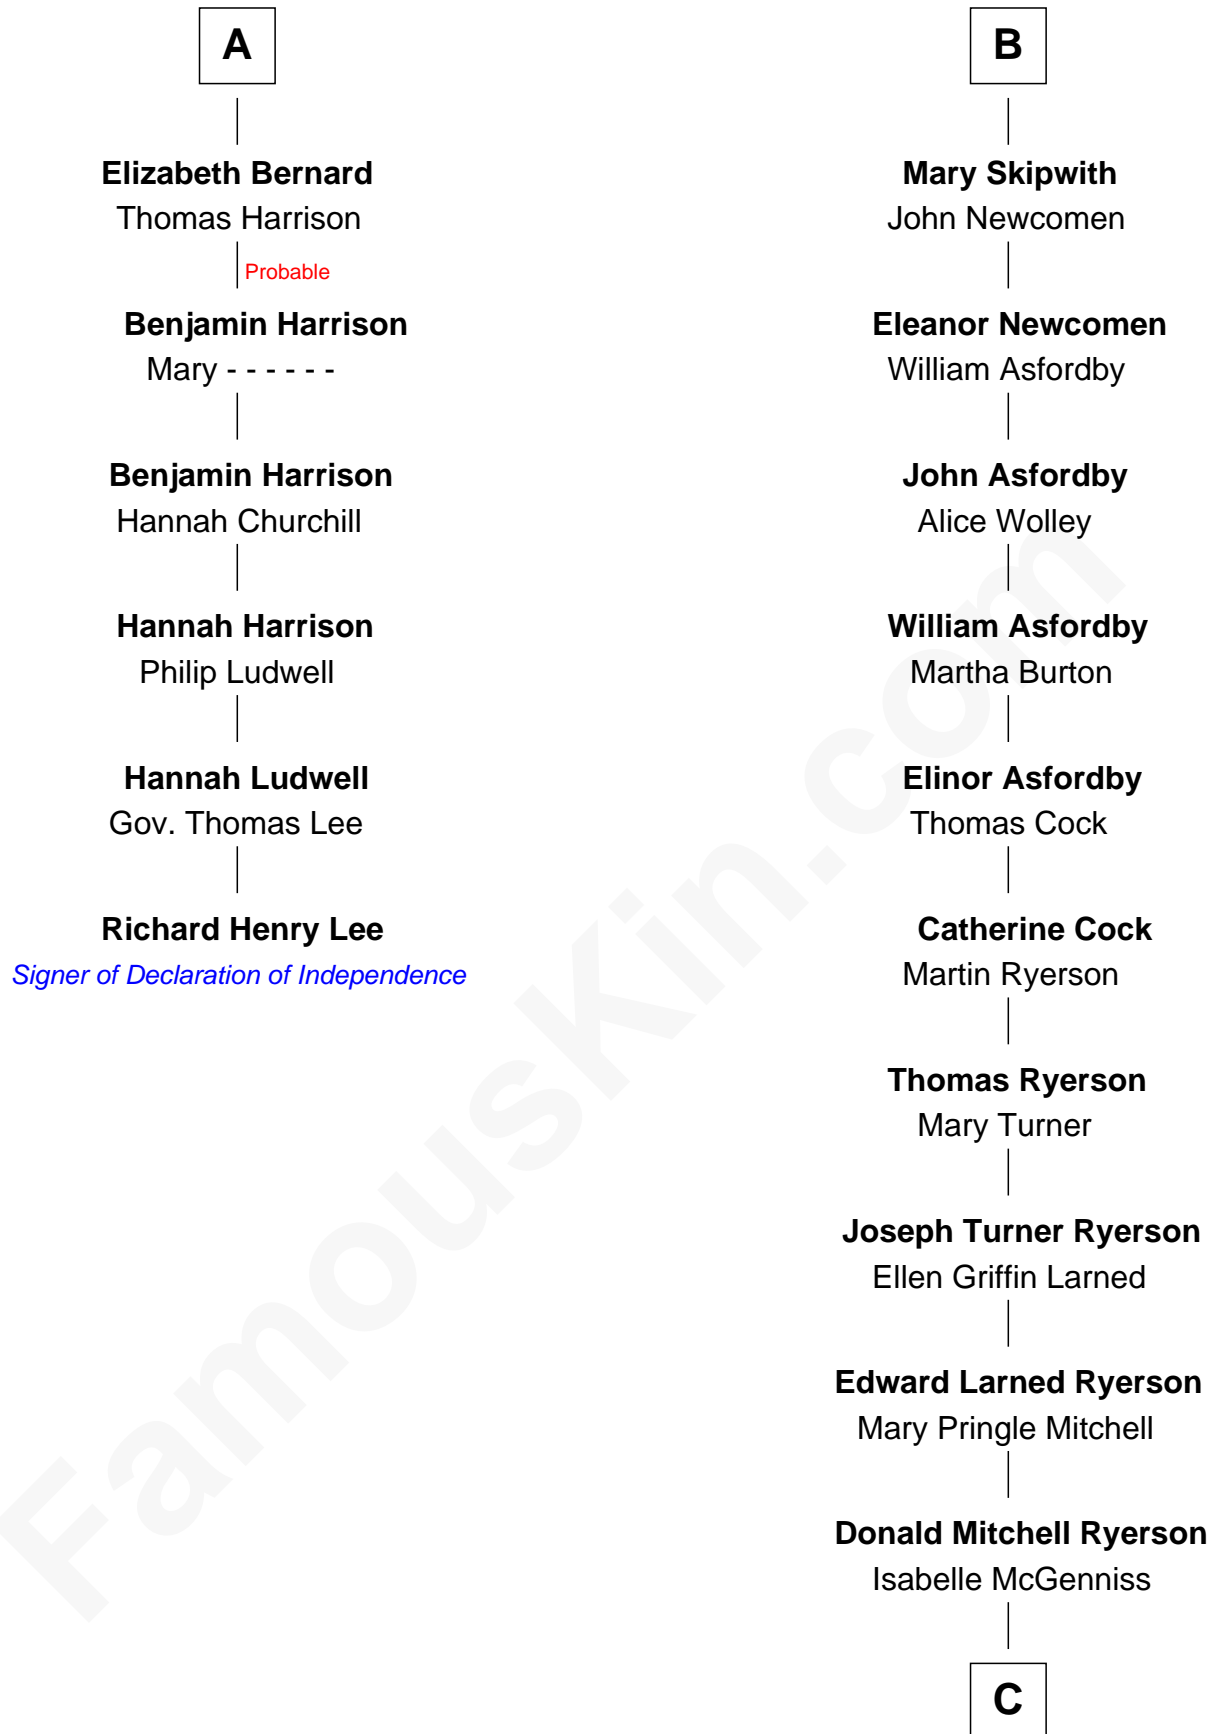 A
Elizabeth Bernard
Thomas Harrison
Probable
Benjamin Harrison
Mary - - - - - -
Benjamin Harrison
Hannah Churchill
Hannah Harrison
Philip Ludwell
Hannah Ludwell
Gov. Thomas Lee
Richard Henry Lee
Signer of Declaration of Independence
B
Mary Skipwith
John Newcomen
Eleanor Newcomen
William Asfordby
John Asfordby
Alice Wolley
William Asfordby
Martha Burton
Elinor Asfordby
Thomas Cock
Catherine Cock
Martin Ryerson
Thomas Ryerson
Mary Turner
Joseph Turner Ryerson
Ellen Griffin Larned
Edward Larned Ryerson
Mary Pringle Mitchell
Donald Mitchell Ryerson
Isabelle McGenniss
C
FamousKin.com